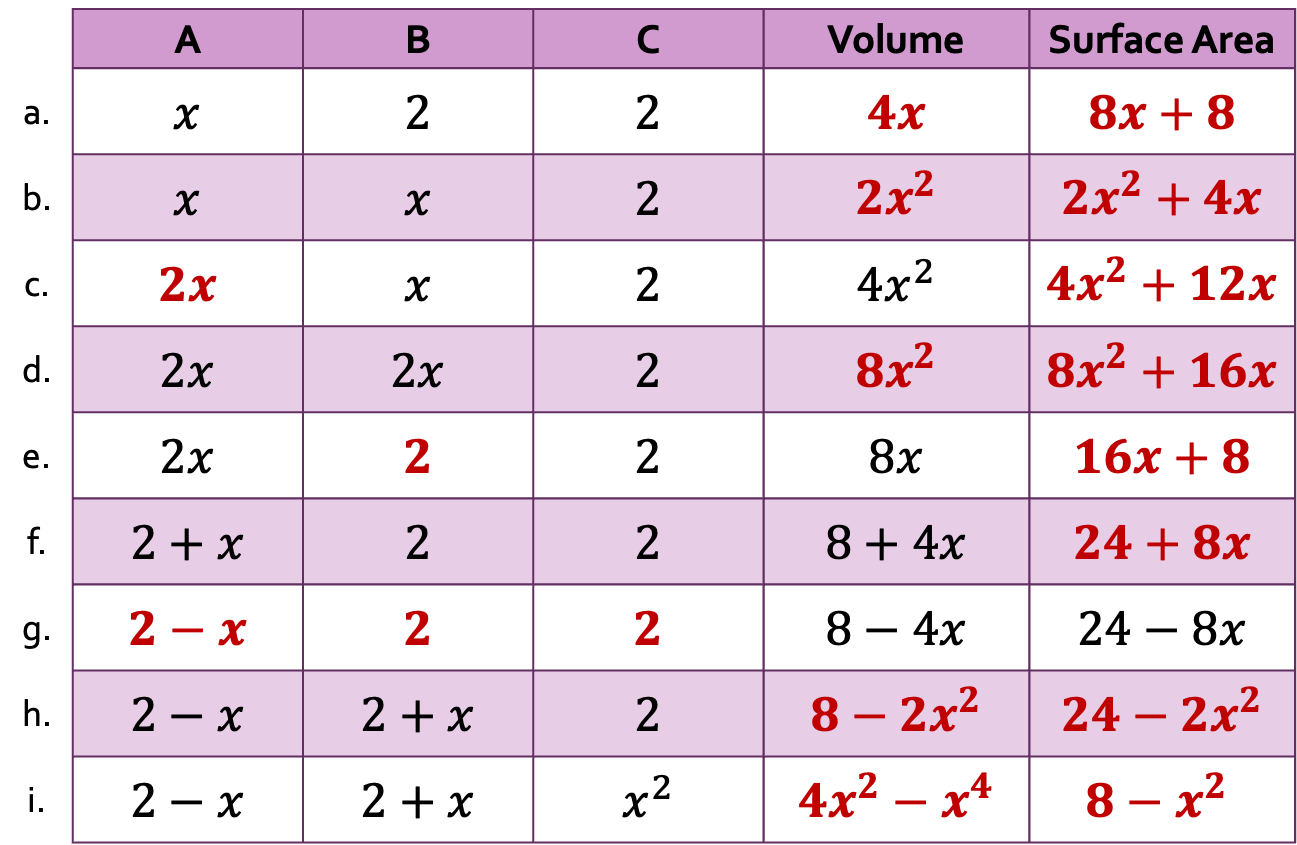 A B C Volume Surface Area
a. x 2 2 4x 8x + 8
b. x x 2 2x² 2x² + 4x
c. 2x x 2 4x² 4x² + 12x
d. 2x 2x 2 8x² 8x² + 16x
e. 2x 2 2 8x 16x + 8
f. 2 + x 2 2 8 + 4x 24 + 8x
g. 2 − x 2 2 8 − 4x 24 − 8x
h. 2 − x 2 + x 2 8 − 2x² 24 − 2x²
i. 2 − x 2 + x x² 4x² − x⁴ 8 − x²